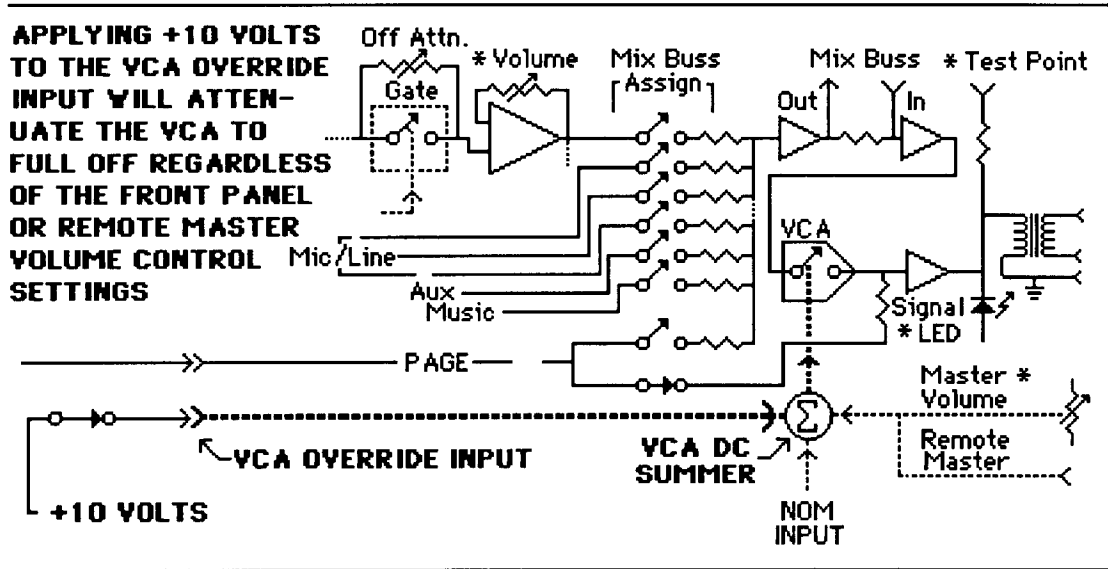 APPLYING +10 VOLTS
TO THE VCA OVERRIDE
INPUT WILL ATTEN-
UATE THE VCA TO
FULL OFF REGARDLESS
OF THE FRONT PANEL
OR REMOTE MASTER
VOLUME CONTROL
SETTINGS
Off Attn.
Gate
* Volume
Mix Buss
Assign
Mix Buss
Out
In
* Test Point
Mic/Line
Aux
Music
VCA
Signal
* LED
PAGE
Master *
Volume
Remote
Master
Σ
VCA OVERRIDE INPUT
VCA DC
SUMMER
+10 VOLTS
NOM
INPUT